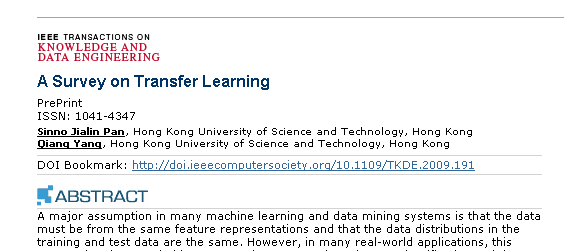 IEEE TRANSACTIONS ON
KNOWLEDGE AND
DATA ENGINEERING
A Survey on Transfer Learning
PrePrint
ISSN: 1041-4347
Sinno Jialin Pan, Hong Kong University of Science and Technology, Hong Kong
Qiang Yang, Hong Kong University of Science and Technology, Hong Kong
DOI Bookmark: http://doi.ieeecomputersociety.org/10.1109/TKDE.2009.191
ABSTRACT
A major assumption in many machine learning and data mining systems is that the data
must be from the same feature representations and that the data distributions in the
training and test data are the same. However, in many real-world applications, this